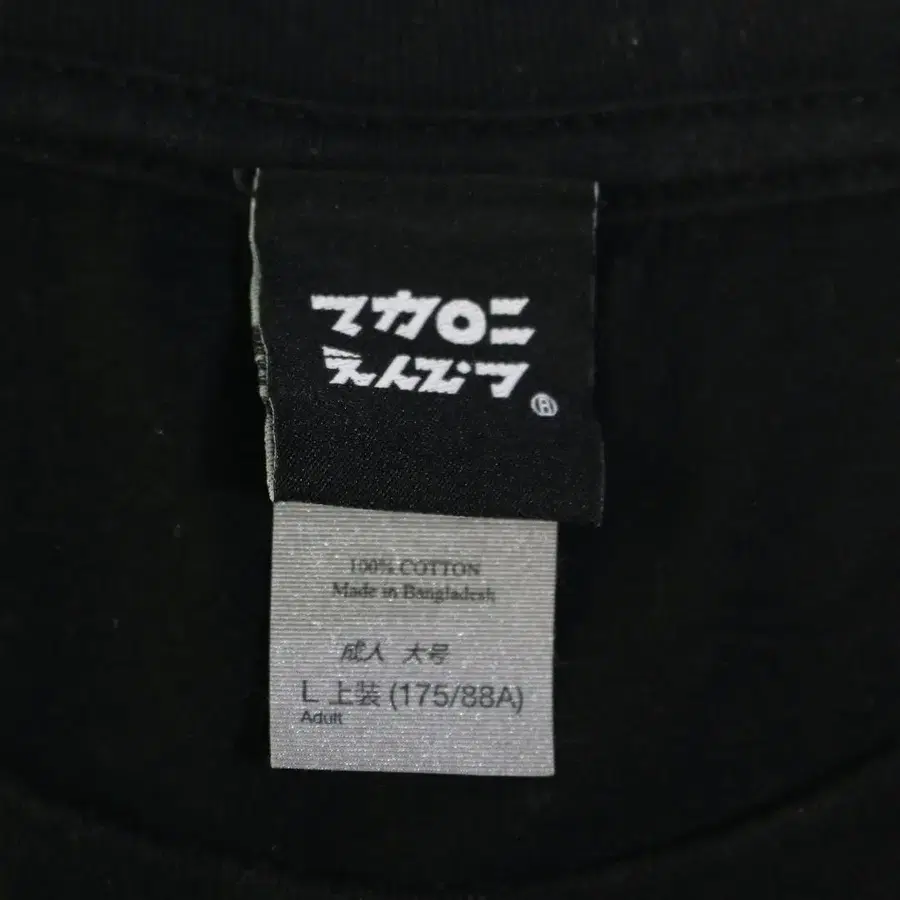 マカロニ
えんぴつ®
100% COTTON
Made in Bangladesh
成人 大号
L 上装 (175/88A)
Adult